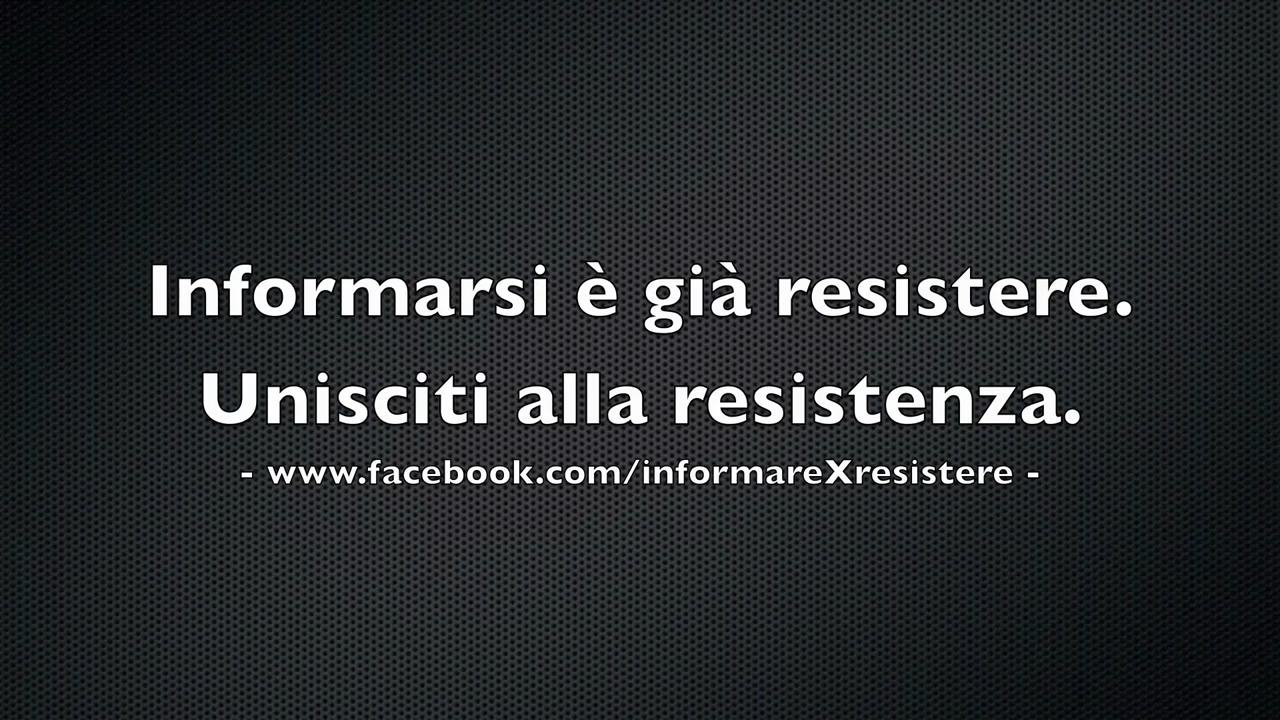 Informarsi è già resistere.
Unisciti alla resistenza.
- www.facebook.com/informareXresistere -